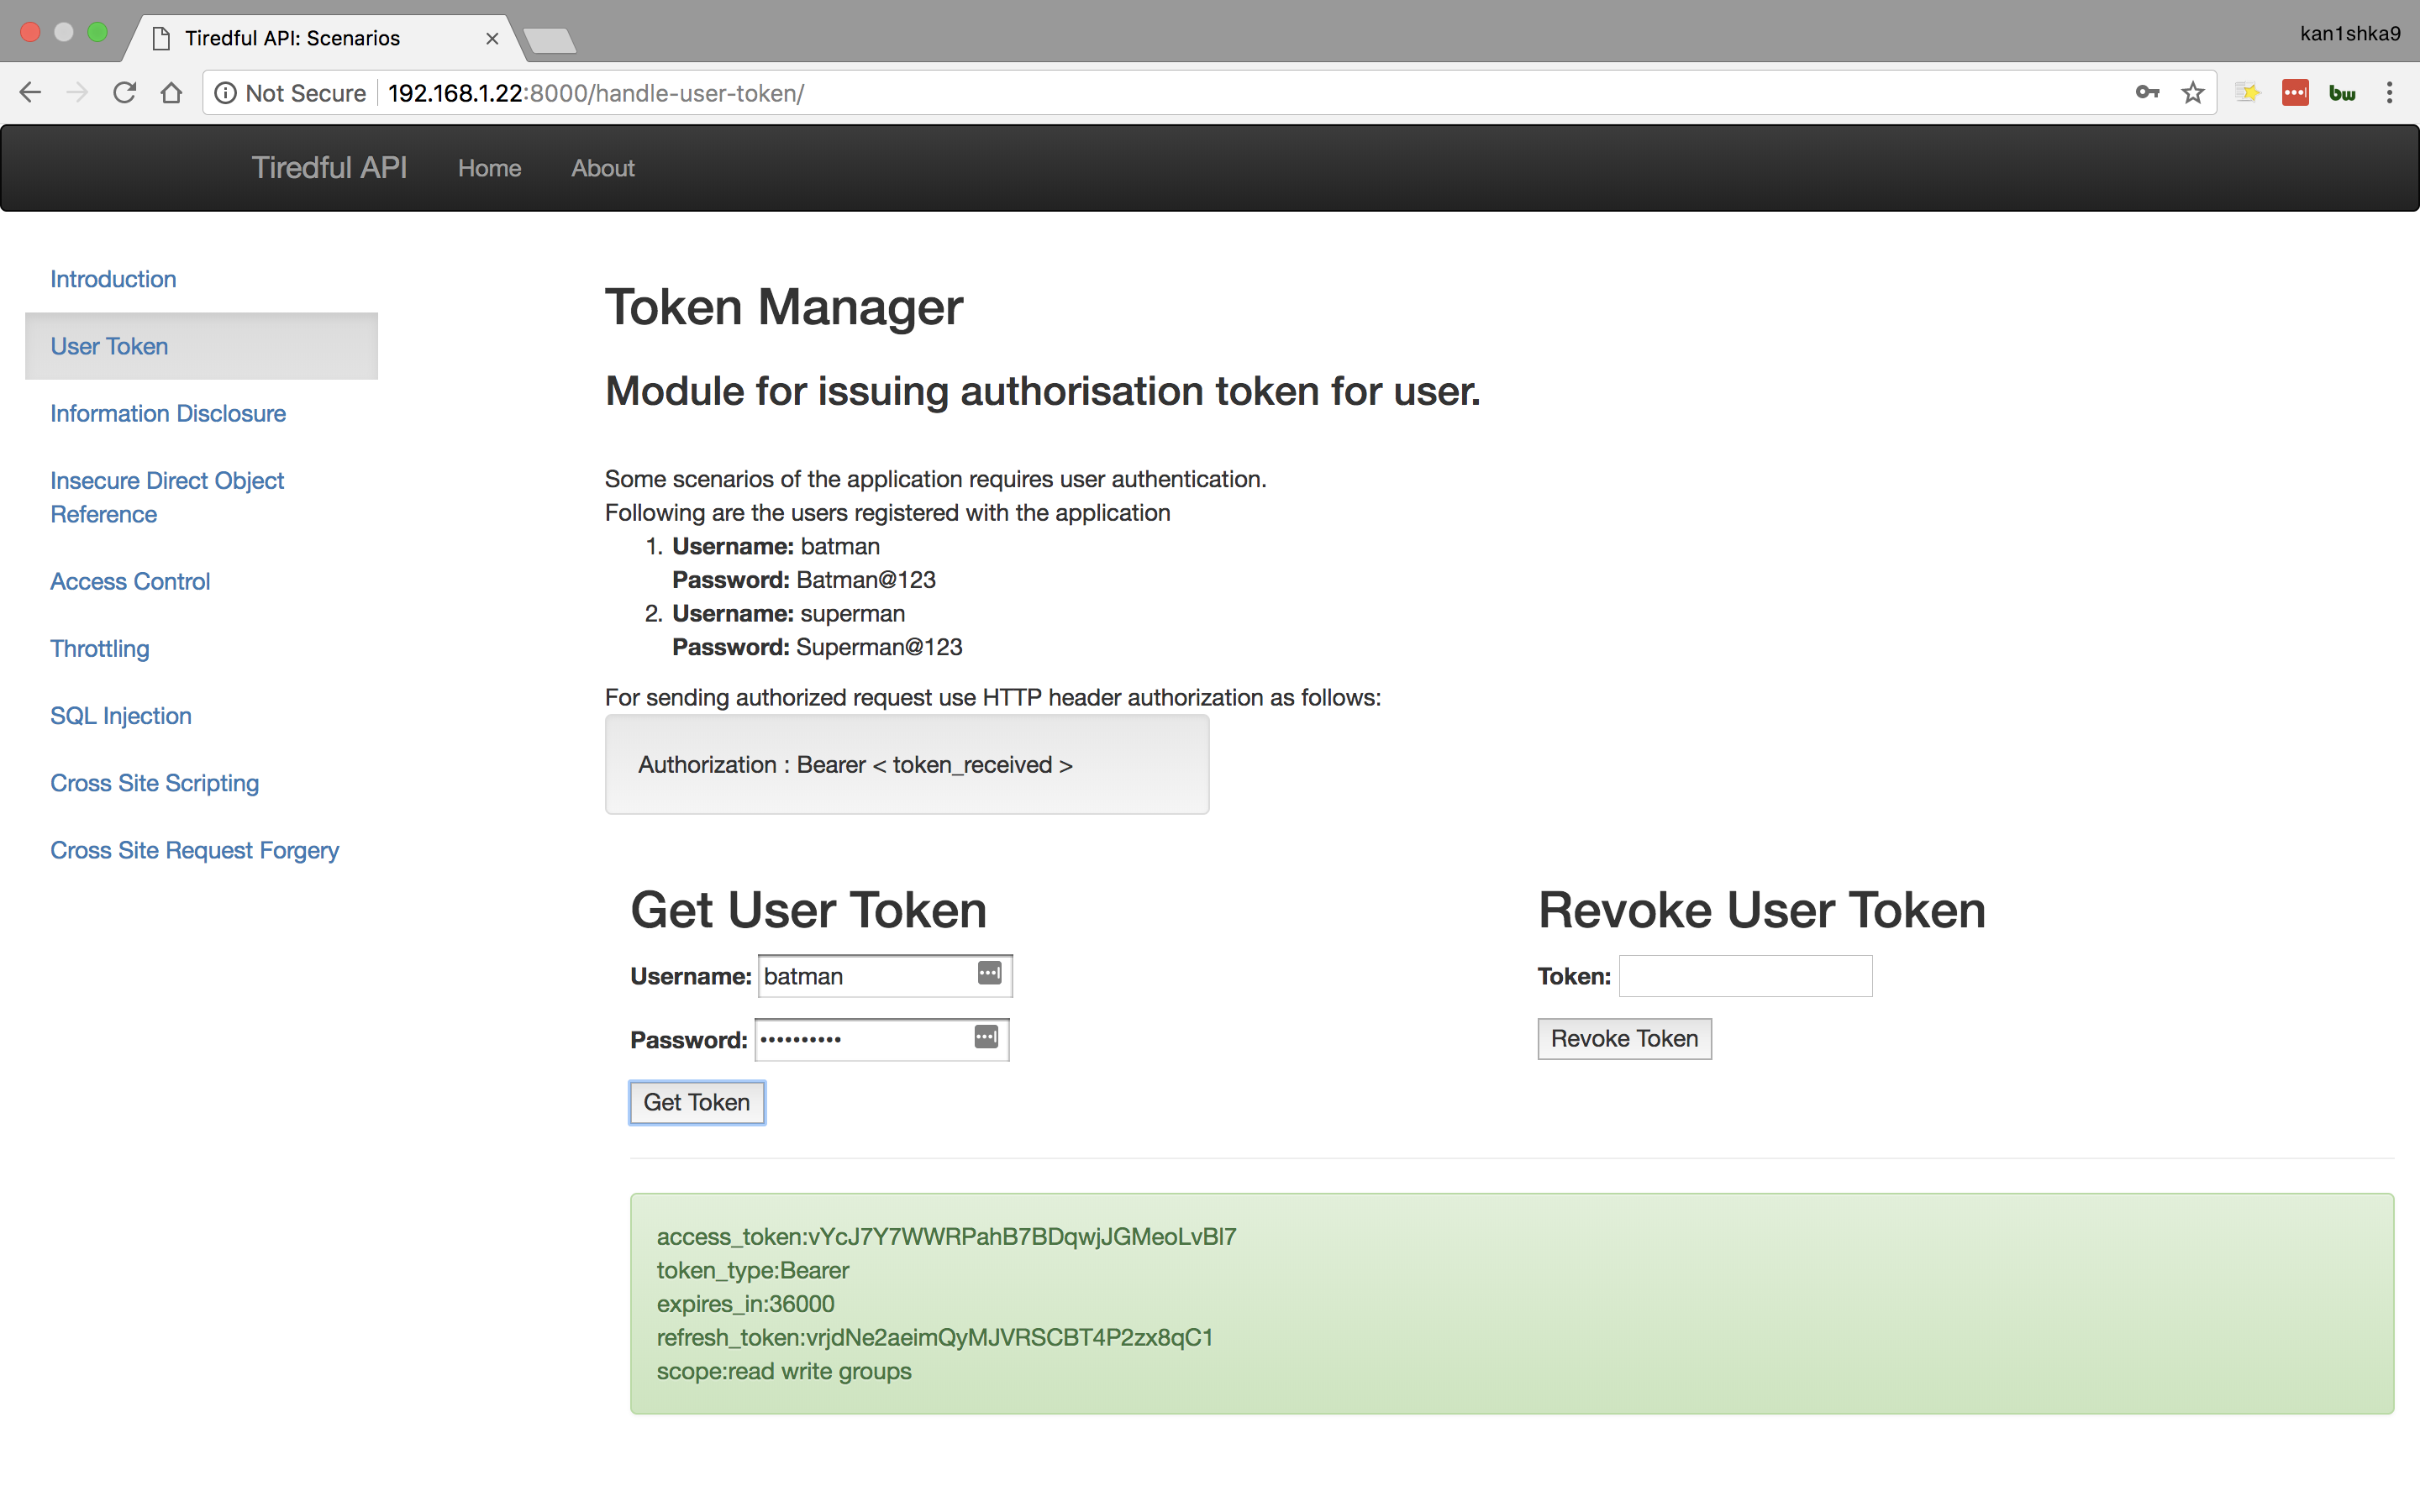 Tiredful API: Scenarios
kan1shka9
Not Secure 192.168.1.22:8000/handle-user-token/
bw
Tiredful API Home About
Introduction
User Token
Information Disclosure
Insecure Direct Object
Reference
Access Control
Throttling
SQL Injection
Cross Site Scripting
Cross Site Request Forgery
Token Manager
Module for issuing authorisation token for user.
Some scenarios of the application requires user authentication.
Following are the users registered with the application
1. Username: batman
Password: Batman@123
2. Username: superman
Password: Superman@123
For sending authorized request use HTTP header authorization as follows:
Authorization : Bearer < token_received >
Get User Token
Username: batman
Password: ••••••••••
Get Token
Revoke User Token
Token:
Revoke Token
access_token:vYcJ7Y7WWRPahB7BDqwjJGMeoLvBl7
token_type:Bearer
expires_in:36000
refresh_token:vrjdNe2aeimQyMJVRSCBT4P2zx8qC1
scope:read write groups